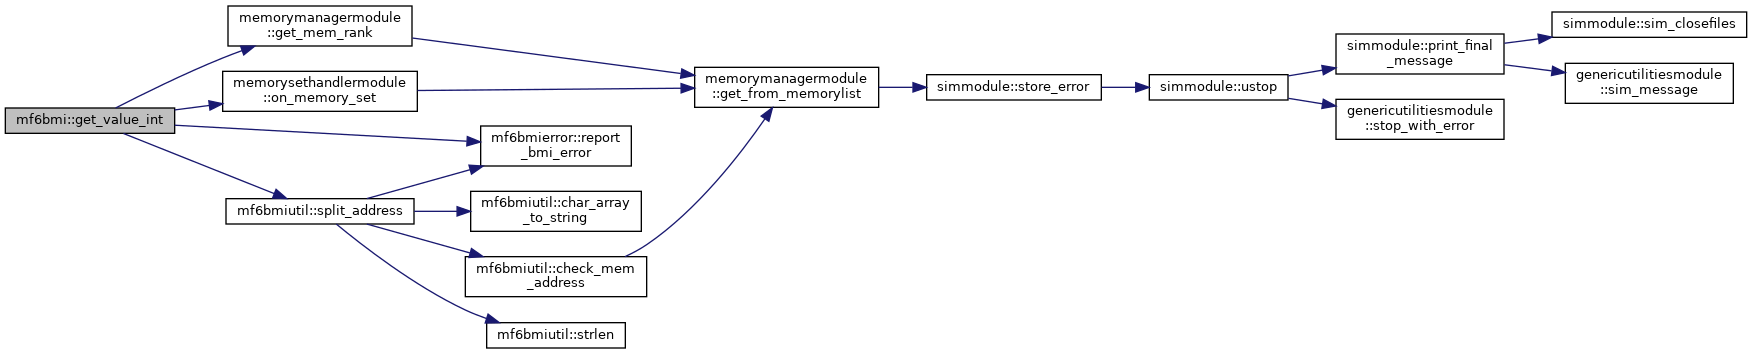 mf6bmi::get_value_int
memorymanagermodule
::get_mem_rank
memorysethandlermodule
::on_memory_set
mf6bmierror::report
_bmi_error
mf6bmiutil::split_address
mf6bmiutil::char_array
_to_string
mf6bmiutil::check_mem
_address
mf6bmiutil::strlen
memorymanagermodule
::get_from_memorylist
simmodule::store_error
simmodule::ustop
simmodule::print_final
_message
genericutilitiesmodule
::stop_with_error
simmodule::sim_closefiles
genericutilitiesmodule
::sim_message